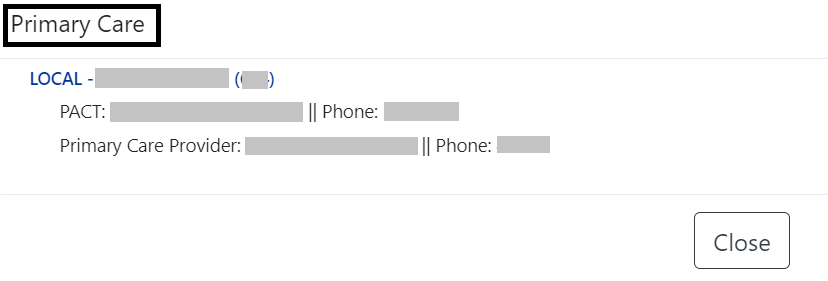 Primary Care
LOCAL - ( )
PACT: || Phone:
Primary Care Provider: || Phone:
Close